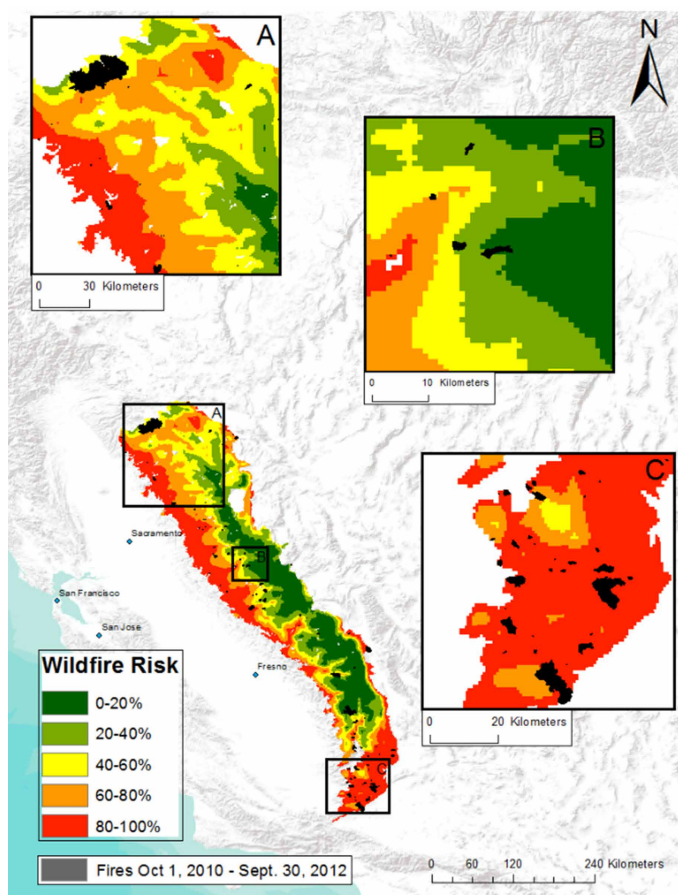 A
N
B
0 30 Kilometers
0 10 Kilometers
A
C
Sacramento
B
San Francisco
San Jose
Fresno
Wildfire Risk
0-20%
20-40%
40-60%
60-80%
80-100%
0 20 Kilometers
C
Fires Oct 1, 2010 - Sept. 30, 2012
0 30 60 120 180 240 Kilometers